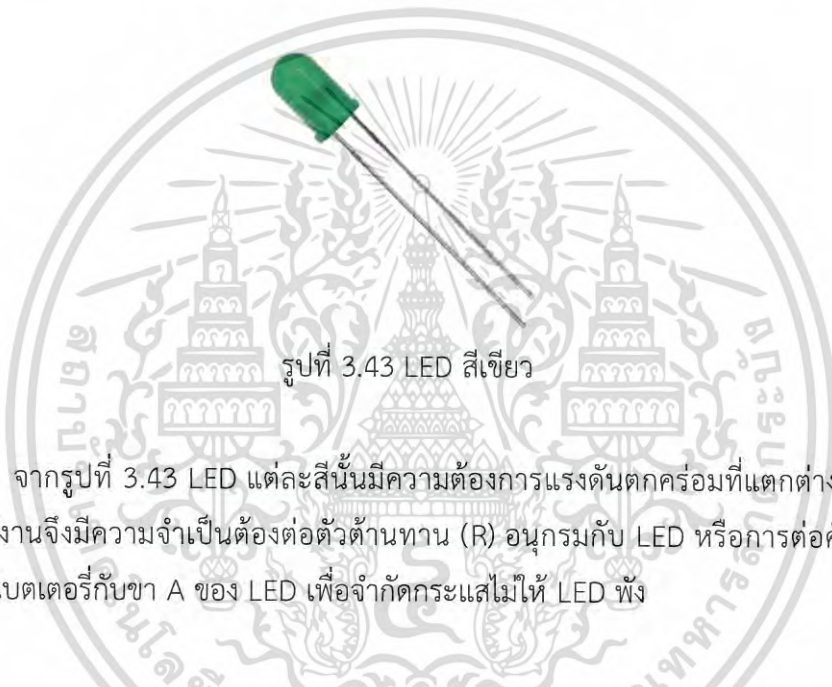 รูปที่ 3.43 LED สีเขียว
จากรูปที่ 3.43 LED แต่ละสีนั้นมีความต้องการแรงดันตกคร่อมที่แตกต่าง
งานจึงมีความจำเป็นต้องต่อตัวต้านทาน (R) อนุกรมกับ LED หรือการต่อ
บตเตอรี่กับขา A ของ LED เพื่อจำกัดกระแสไม่ให้ LED พัง